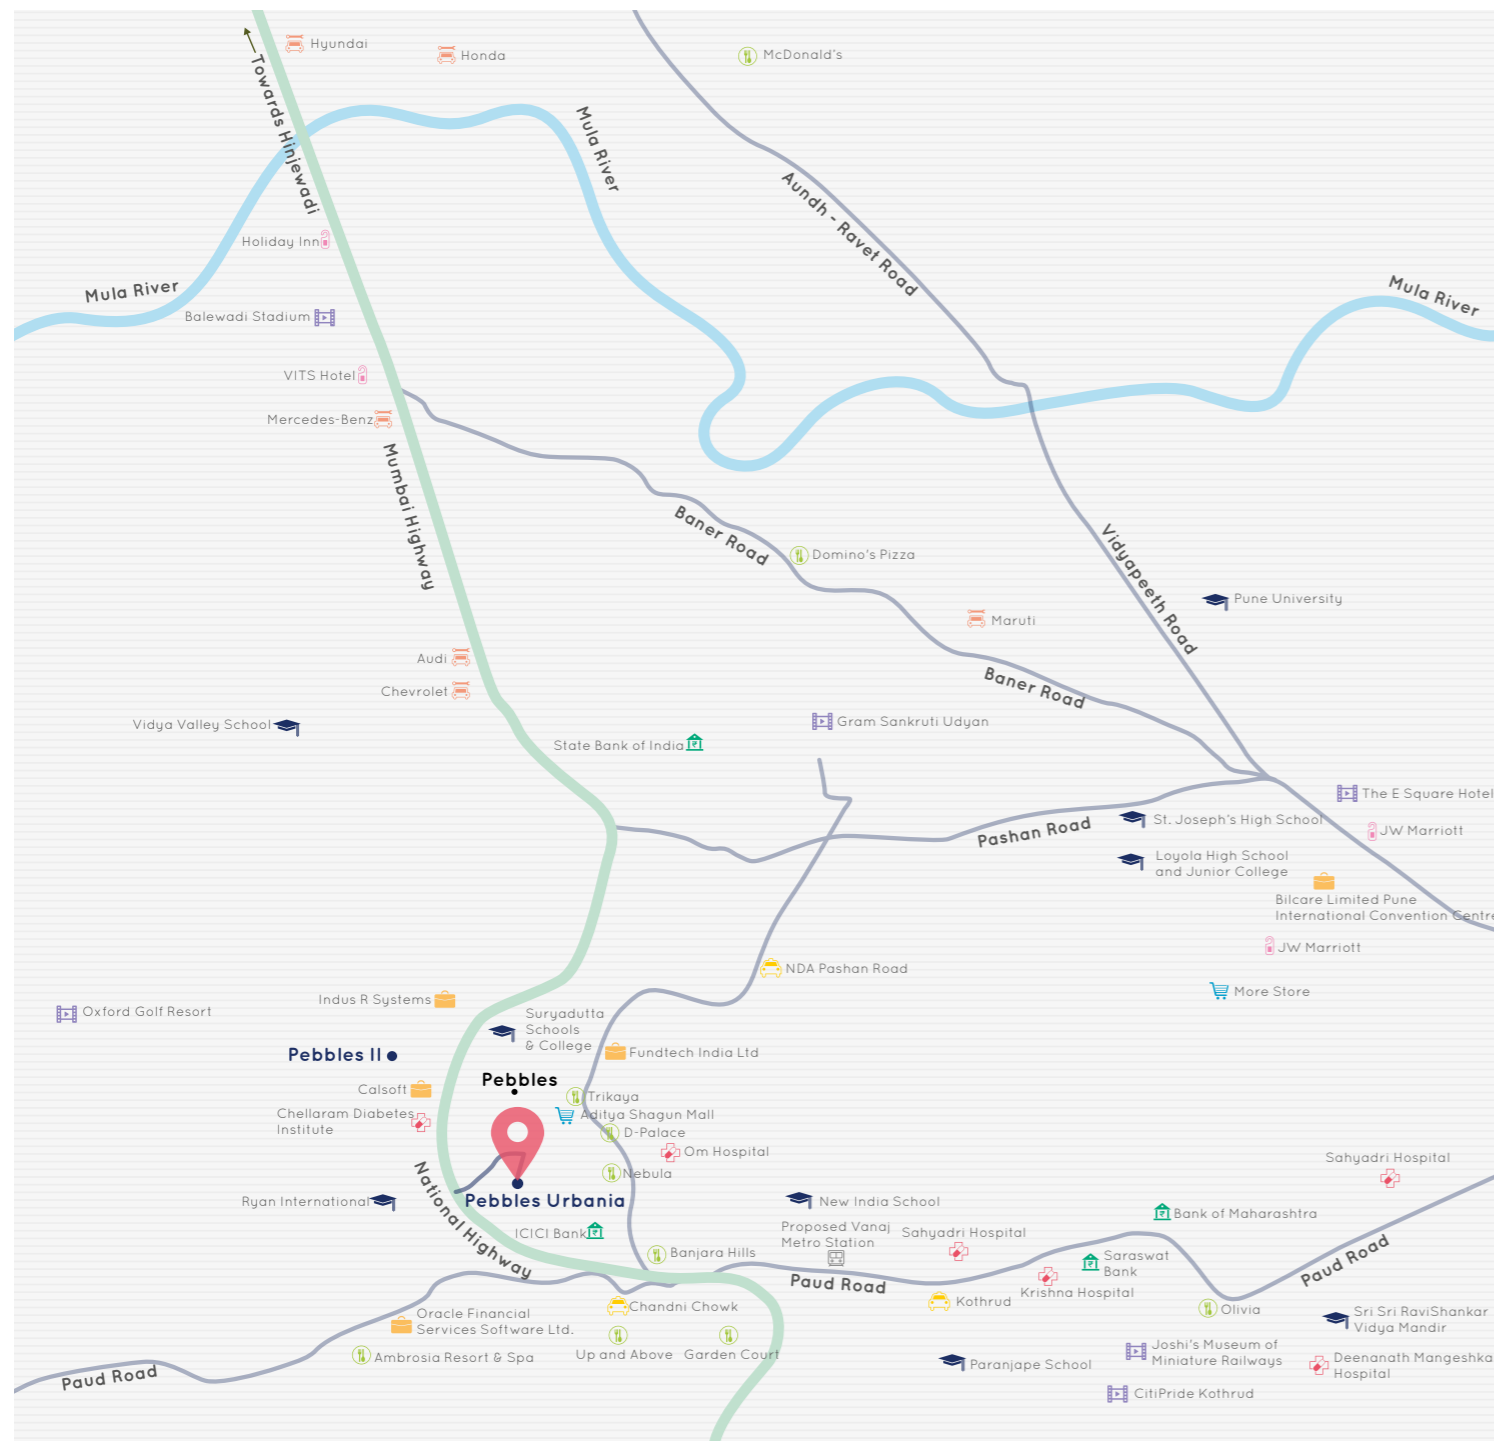 Hyundai
Honda
McDonald's
Towards Hinjewadi
Mula River
Aundh - Ravet Road
Holiday Inn
Mula River
Mula River
Balewadi Stadium
VITS Hotel
Mercedes-Benz
Mumbai Highway
Baner Road
Domino's Pizza
Vidyapeeth Road
Pune University
Maruti
Audi
Baner Road
Chevrolet
Vidya Valley School
Gram Sankruti Udyan
State Bank of India
The E Square Hotel
Pashan Road
St. Joseph's High School
JW Marriott
Loyola High School
and Junior College
Bilcare Limited Pune
International Convention Centre
JW Marriott
NDA Pashan Road
More Store
Indus R Systems
Oxford Golf Resort
Suryadutta
Schools
& College
Pebbles II
Fundtech India Ltd
Pebbles
Calsoft
Trikaya
Chellaram Diabetes
Institute
Aditya Shagun Mall
D-Palace
Om Hospital
Sahyadri Hospital
Nebula
National Highway
Ryan International
Pebbles Urbania
New India School
Bank of Maharashtra
ICICI Bank
Proposed Vanaj
Metro Station
Sahyadri Hospital
Banjara Hills
Saraswat
Bank
Paud Road
Paud Road
Krishna Hospital
Kothrud
Chandni Chowk
Olivia
Oracle Financial
Services Software Ltd.
Sri Sri RaviShankar
Vidya Mandir
Ambrosia Resort & Spa
Up and Above
Garden Court
Joshi's Museum of
Miniature Railways
Paranjape School
Deenanath Mangeshka
Hospital
Paud Road
CitiPride Kothrud